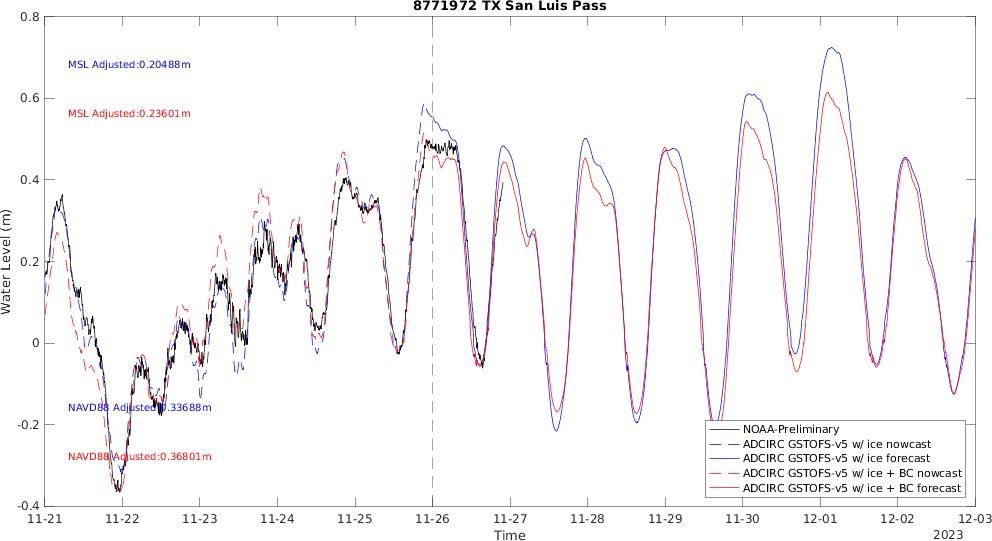 8771972 TX San Luis Pass
Water Level (m)
0.8
0.6
0.4
0.2
0
-0.2
-0.4
MSL Adjusted:0.20488m
MSL Adjusted:0.23601m
NAVD88 Adjusted:0.33688m
NAVD88 Adjusted:0.36801m
NOAA-Preliminary
ADCIRC GSTOFS-v5 w/ ice nowcast
ADCIRC GSTOFS-v5 w/ ice forecast
ADCIRC GSTOFS-v5 w/ ice + BC nowcast
ADCIRC GSTOFS-v5 w/ ice + BC forecast
11-21 11-22 11-23 11-24 11-25 11-26 11-27 11-28 11-29 11-30 12-01 12-02 12-03
Time
2023